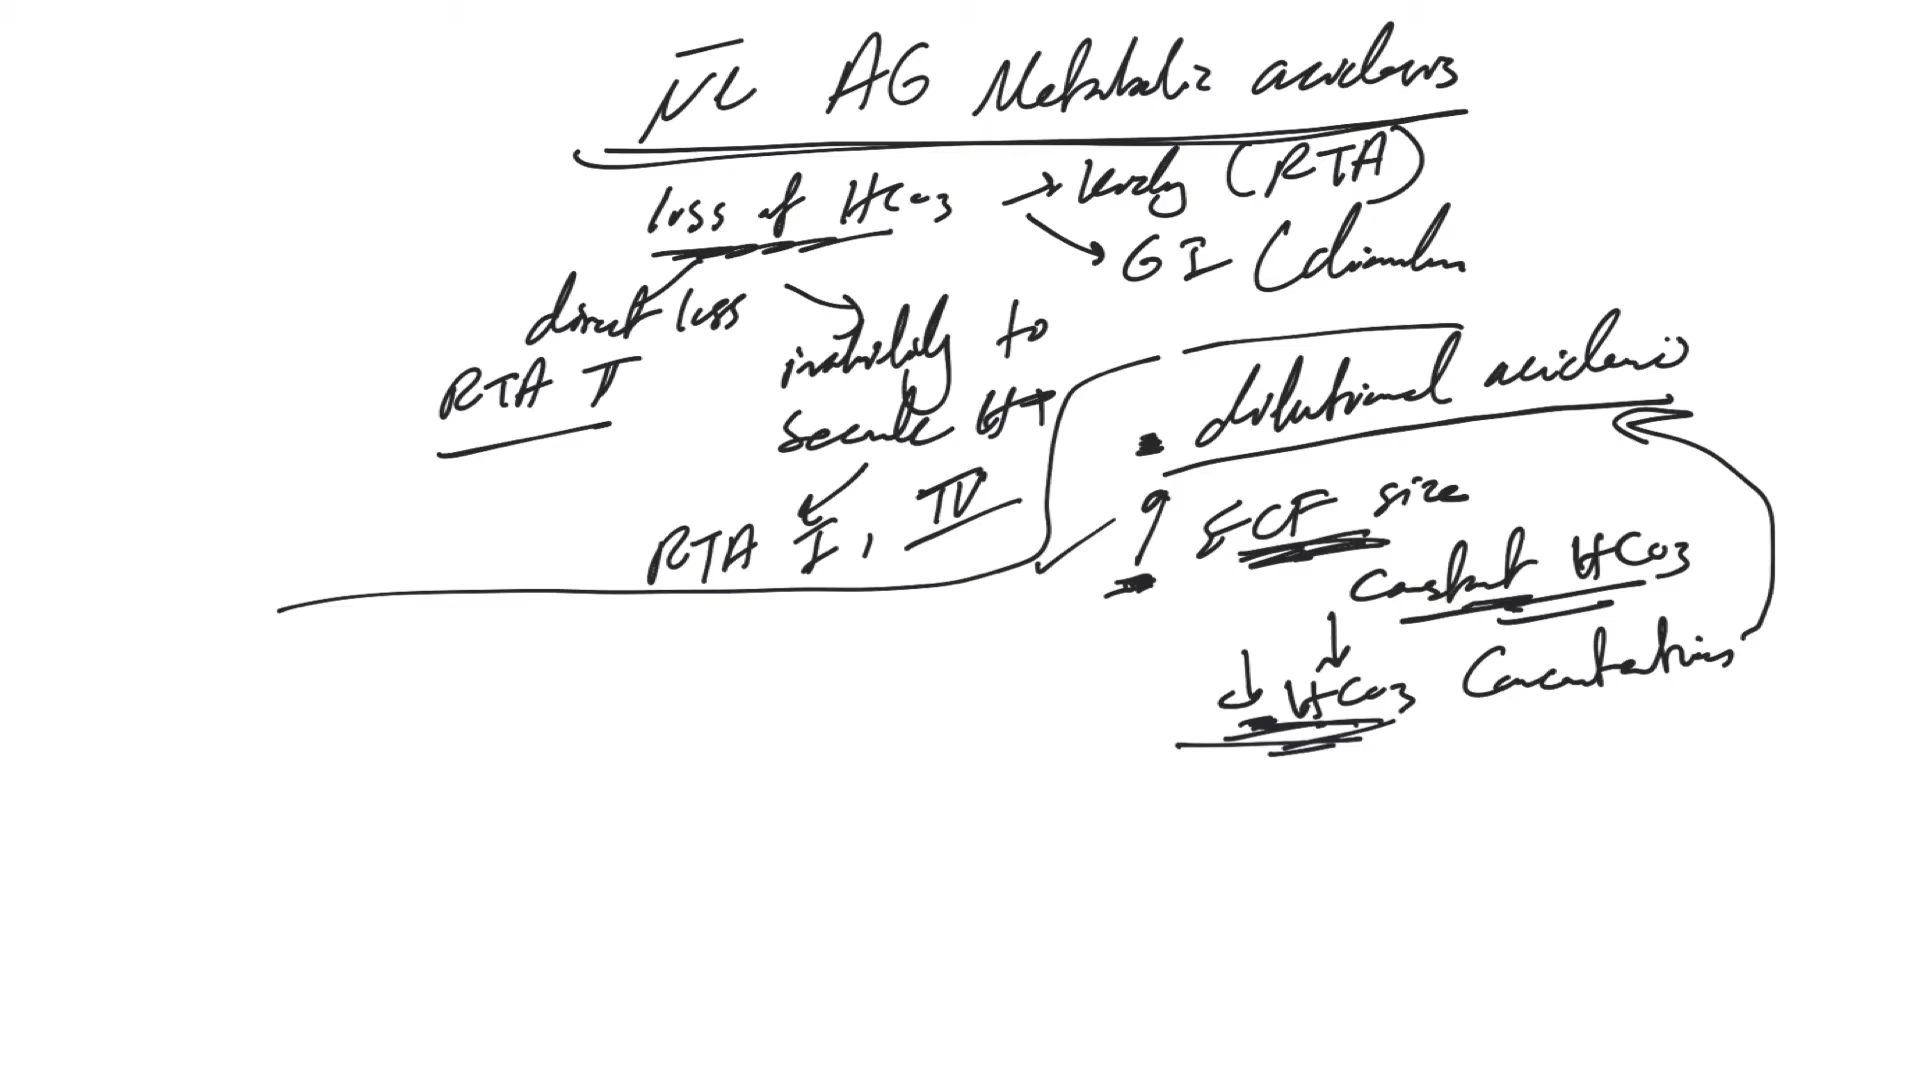 NL AG Metabolic acidosis
loss of HCO3 → Kidney (RTA)
→ GI (diarrhea
direct loss
RTA II
inability to
secrete H+
RTA I, IV
dilutional acidosis
↑ ECF size
Constant HCO3
↓ HCO3 Concentration